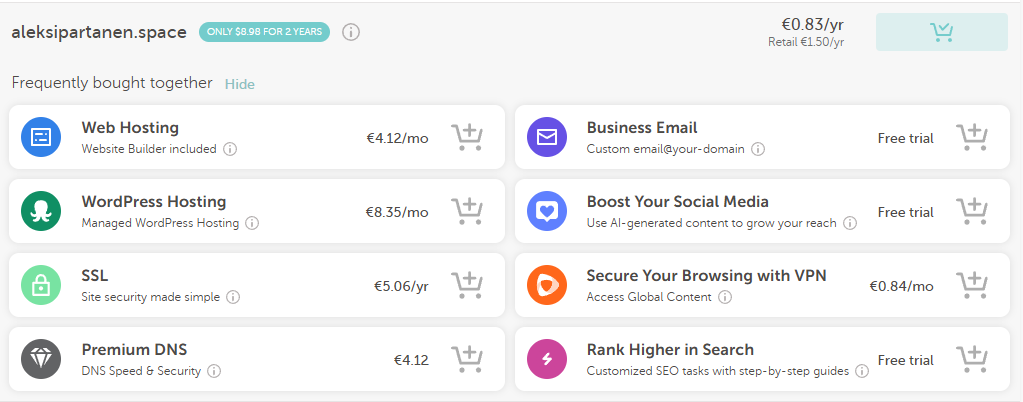 aleksipartanen.space ONLY $8.98 FOR 2 YEARS €0.83/yr
Retail €1.50/yr
Frequently bought together Hide
Web Hosting
Website Builder included
€4.12/mo
Business Email
Custom email@your-domain
Free trial
WordPress Hosting
Managed WordPress Hosting
€8.35/mo
Boost Your Social Media
Use AI-generated content to grow your reach
Free trial
SSL
Site security made simple
€5.06/yr
Secure Your Browsing with VPN
Access Global Content
€0.84/mo
Premium DNS
DNS Speed & Security
€4.12
Rank Higher in Search
Customized SEO tasks with step-by-step guides
Free trial